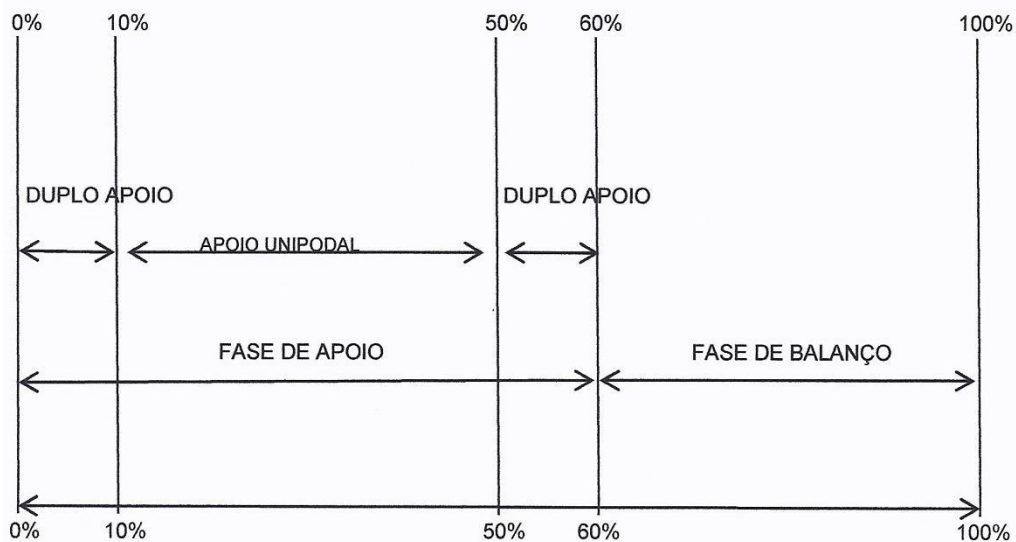 0% 10% 50% 60% 100%
DUPLO APOIO DUPLO APOIO
APOIO UNIPODAL
FASE DE APOIO FASE DE BALANÇO
0% 10% 50% 60% 100%